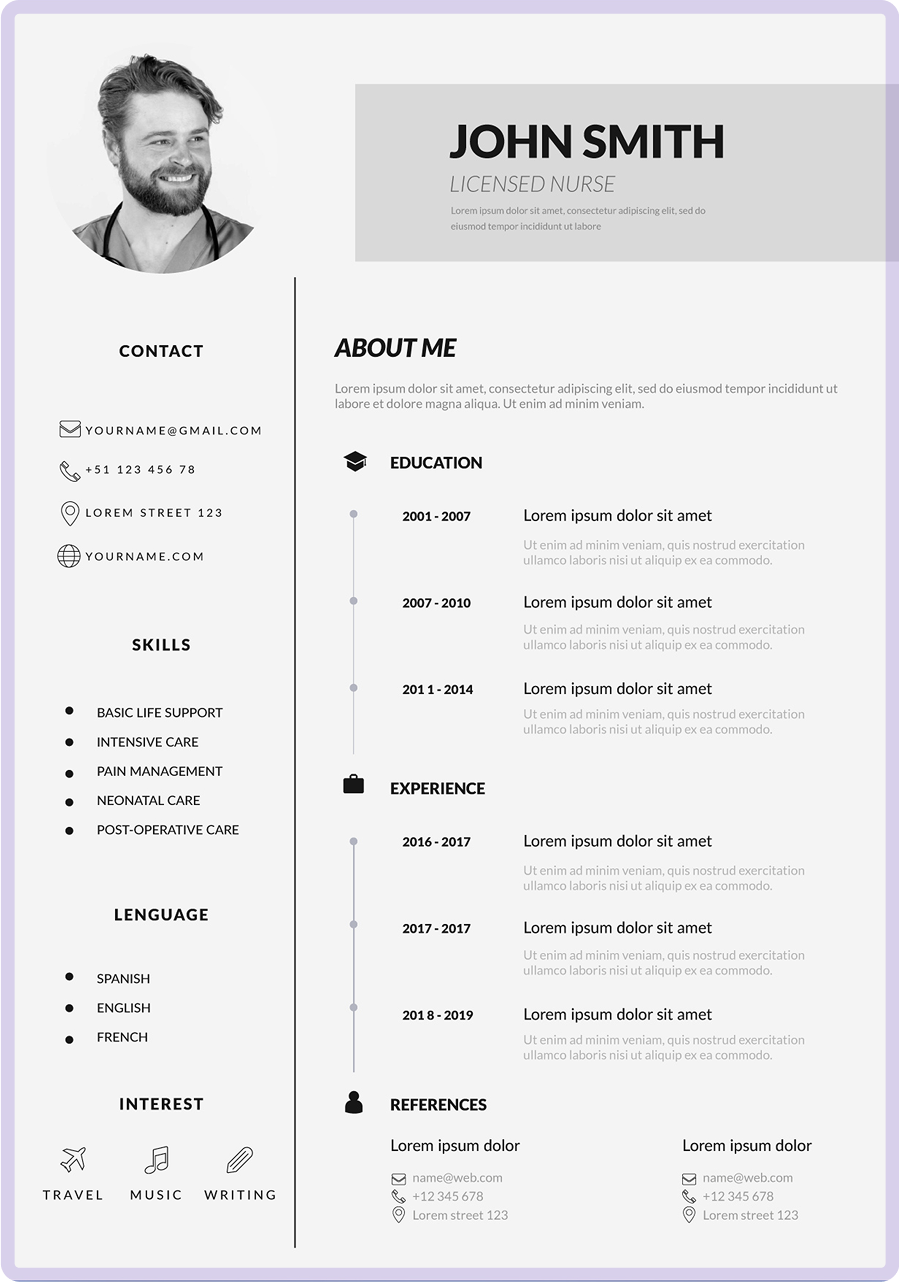 JOHN SMITH
LICENSED NURSE
Lorem ipsum dolor sit amet, consectetur adipiscing elit, sed do
eiusmod tempor incididunt ut labore
CONTACT
YOURNAME@GMAIL.COM
+51 123 456 78
LOREM STREET 123
YOURNAME.COM
SKILLS
BASIC LIFE SUPPORT
INTENSIVE CARE
PAIN MANAGEMENT
NEONATAL CARE
POST-OPERATIVE CARE
LENGUAGE
SPANISH
ENGLISH
FRENCH
INTEREST
TRAVEL MUSIC WRITING
ABOUT ME
Lorem ipsum dolor sit amet, consectetur adipiscing elit, sed do eiusmod tempor incididunt ut
labore et dolore magna aliqua. Ut enim ad minim veniam.
EDUCATION
2001 - 2007 Lorem ipsum dolor sit amet
Ut enim ad minim veniam, quis nostrud exercitation
ullamco laboris nisi ut aliquip ex ea commodo.
2007 - 2010 Lorem ipsum dolor sit amet
Ut enim ad minim veniam, quis nostrud exercitation
ullamco laboris nisi ut aliquip ex ea commodo.
2011 - 2014 Lorem ipsum dolor sit amet
Ut enim ad minim veniam, quis nostrud exercitation
ullamco laboris nisi ut aliquip ex ea commodo.
EXPERIENCE
2016 - 2017 Lorem ipsum dolor sit amet
Ut enim ad minim veniam, quis nostrud exercitation
ullamco laboris nisi ut aliquip ex ea commodo.
2017 - 2017 Lorem ipsum dolor sit amet
Ut enim ad minim veniam, quis nostrud exercitation
ullamco laboris nisi ut aliquip ex ea commodo.
2018 - 2019 Lorem ipsum dolor sit amet
Ut enim ad minim veniam, quis nostrud exercitation
ullamco laboris nisi ut aliquip ex ea commodo.
REFERENCES
Lorem ipsum dolor
name@web.com
+12 345 678
Lorem street 123
Lorem ipsum dolor
name@web.com
+12 345 678
Lorem street 123